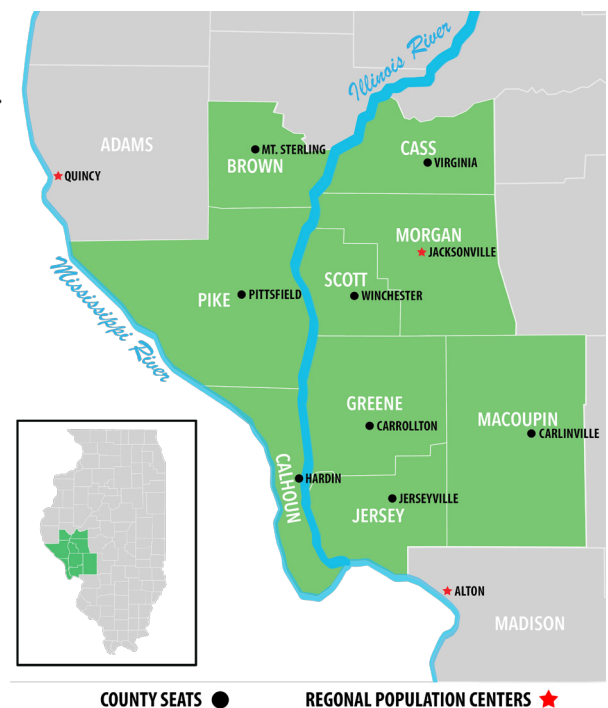 Illinois River
ADAMS
MT. STERLING
BROWN
CASS
VIRGINIA
QUINCY
MORGAN
JACKSONVILLE
Mississippi River
SCOTT
PIKE
PITTSFIELD
WINCHESTER
GREENE
CARROLLTON
MACOUPIN
CARLINVILLE
CALHOUN
HARDIN
JERSEYVILLE
JERSEY
ALTON
MADISON
COUNTY SEATS
REGONAL POPULATION CENTERS